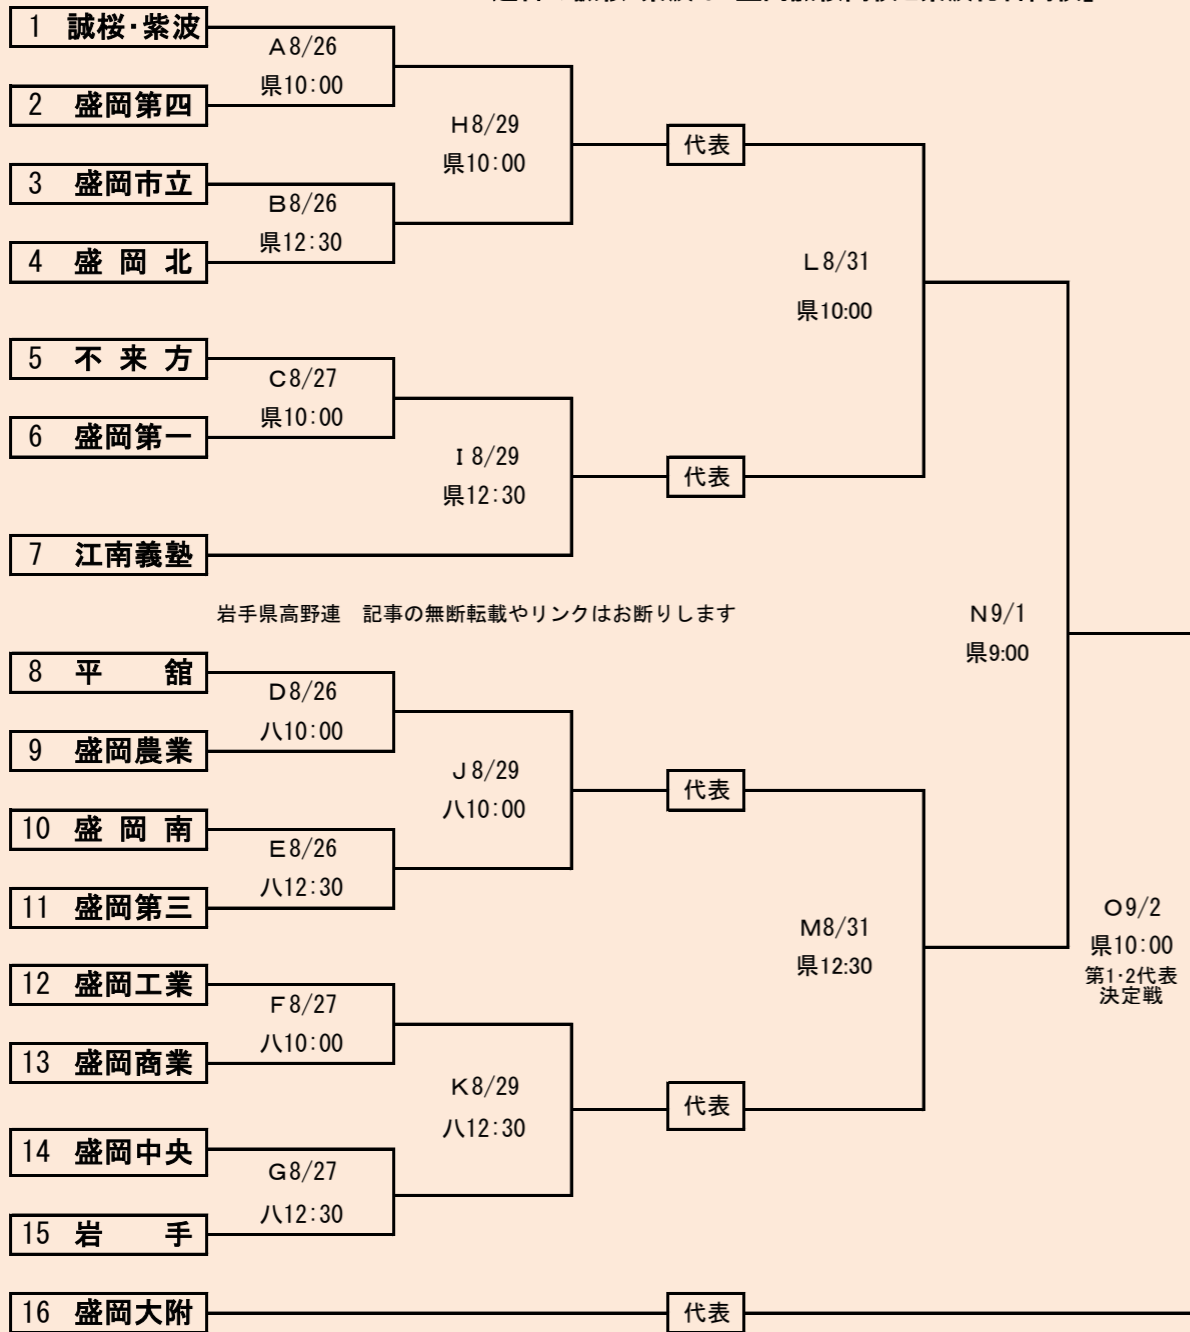 1 誠桜・紫波
A8/26
県10:00
2 盛岡第四
H8/29
県10:00
代表
3 盛岡市立
B8/26
県12:30
4 盛岡北
L8/31
県10:00
5 不来方
C8/27
県10:00
6 盛岡第一
I8/29
県12:30
代表
7 江南義塾
岩手県高野連 記事の無断転載やリンクはお断りします
N9/1
県9:00
8 平舘
D8/26
八10:00
9 盛岡農業
J8/29
八10:00
代表
10 盛岡南
E8/26
八12:30
11 盛岡第三
M8/31
県12:30
O9/2
県10:00
第1・2代表
決定戦
12 盛岡工業
F8/27
八10:00
13 盛岡商業
K8/29
八12:30
代表
14 盛岡中央
G8/27
八12:30
15 岩手
16 盛岡大附
代表